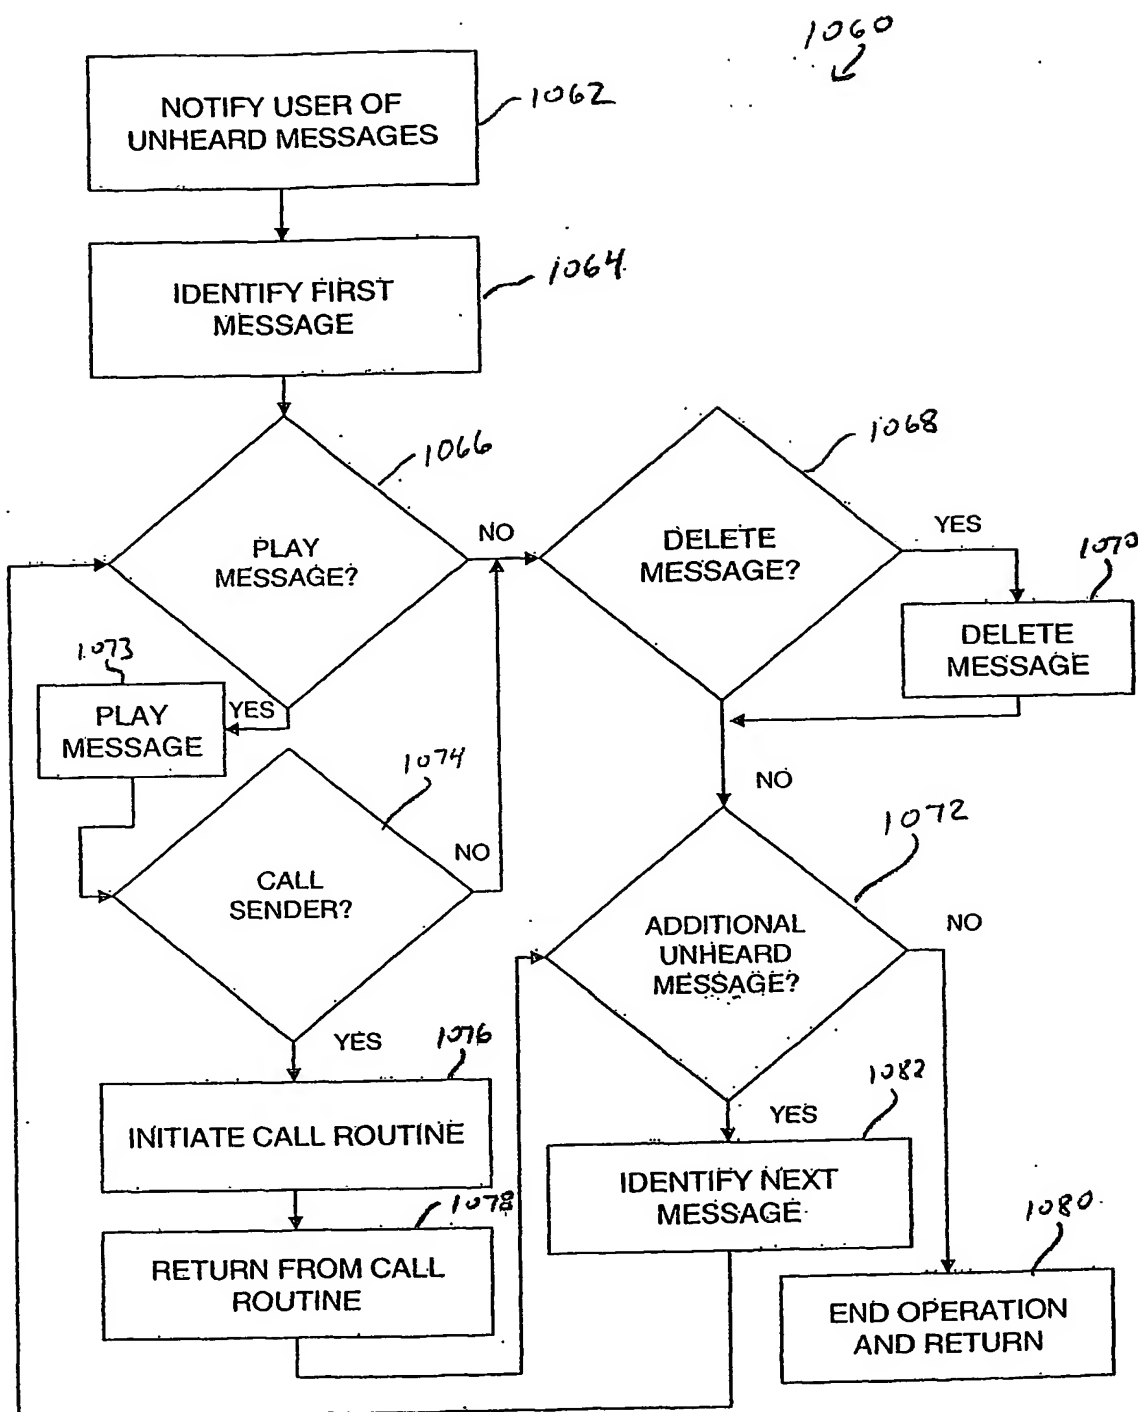 1060
NOTIFY USER OF
UNHEARD MESSAGES
1062
IDENTIFY FIRST
MESSAGE
1064
PLAY
MESSAGE?
1066
NO
DELETE
MESSAGE?
1068
YES
1070
DELETE
MESSAGE
1073
PLAY
MESSAGE
YES
1074
CALL
SENDER?
NO
NO
1072
ADDITIONAL
UNHEARD
MESSAGE?
NO
YES
1076
INITIATE CALL ROUTINE
YES
1082
IDENTIFY NEXT
MESSAGE
1078
RETURN FROM CALL
ROUTINE
1080
END OPERATION
AND RETURN